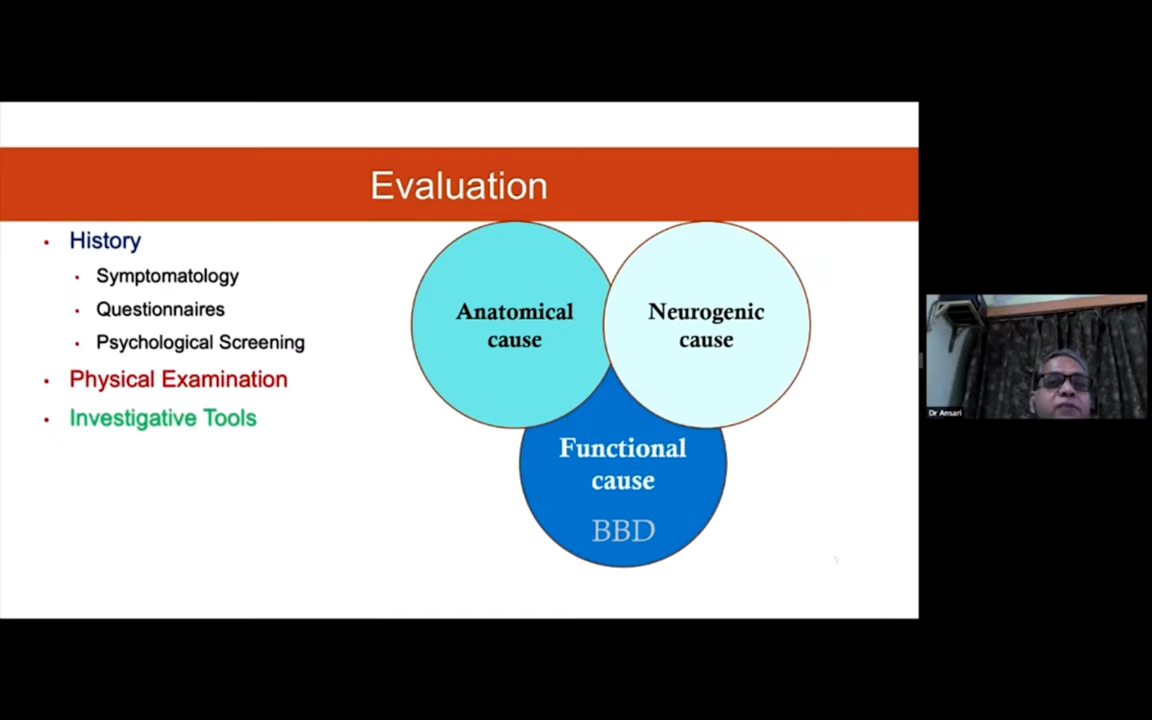 Evaluation
History
Symptomatology
Questionnaires
Psychological Screening
Physical Examination
Investigative Tools
Anatomical
cause
Neurogenic
cause
Functional
cause
BBD
Dr Ansari